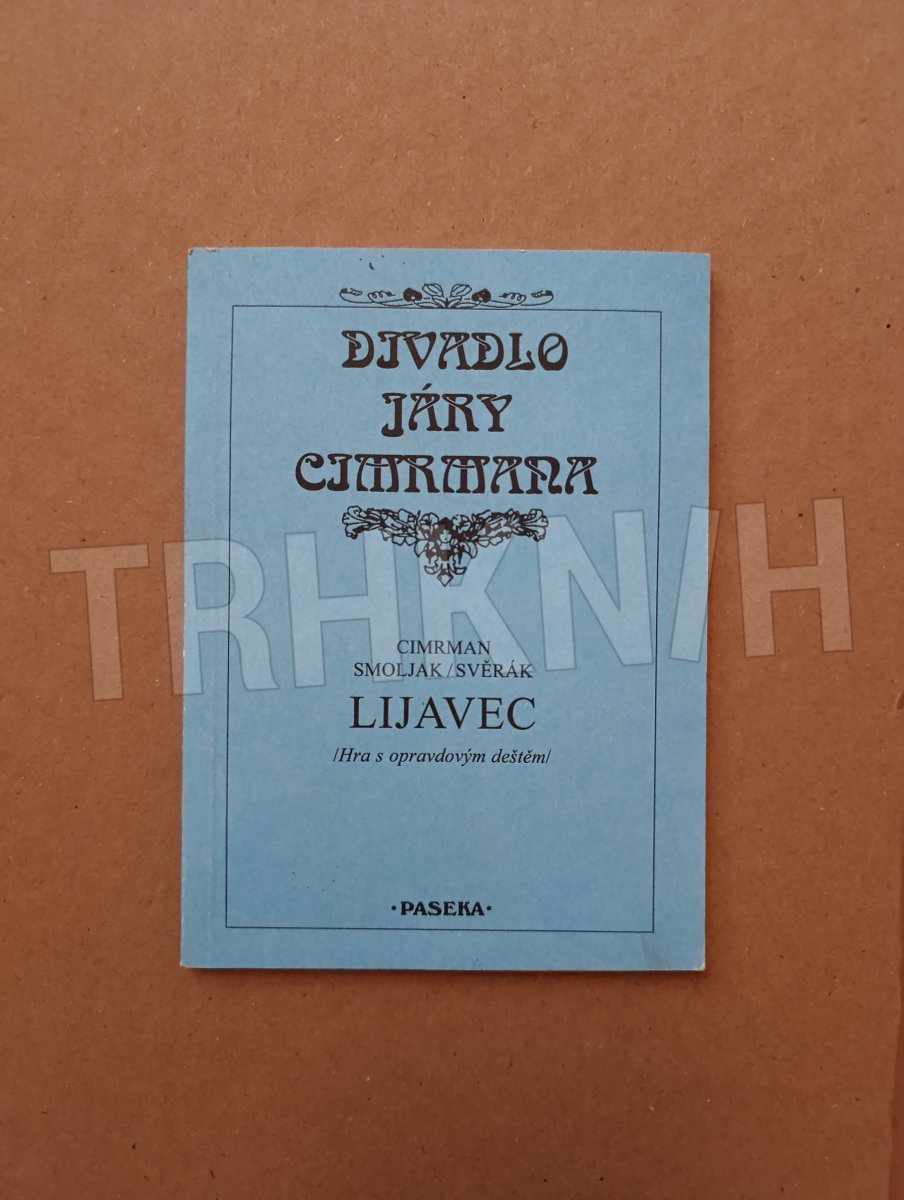 DIVADLO
JÁRY
CIMRMANA
TRHKNIH
CIMRMAN
SMOLJAK/SVĚRÁK
LIJAVEC
/Hra s opravdovým deštěm/
·PASEKA·